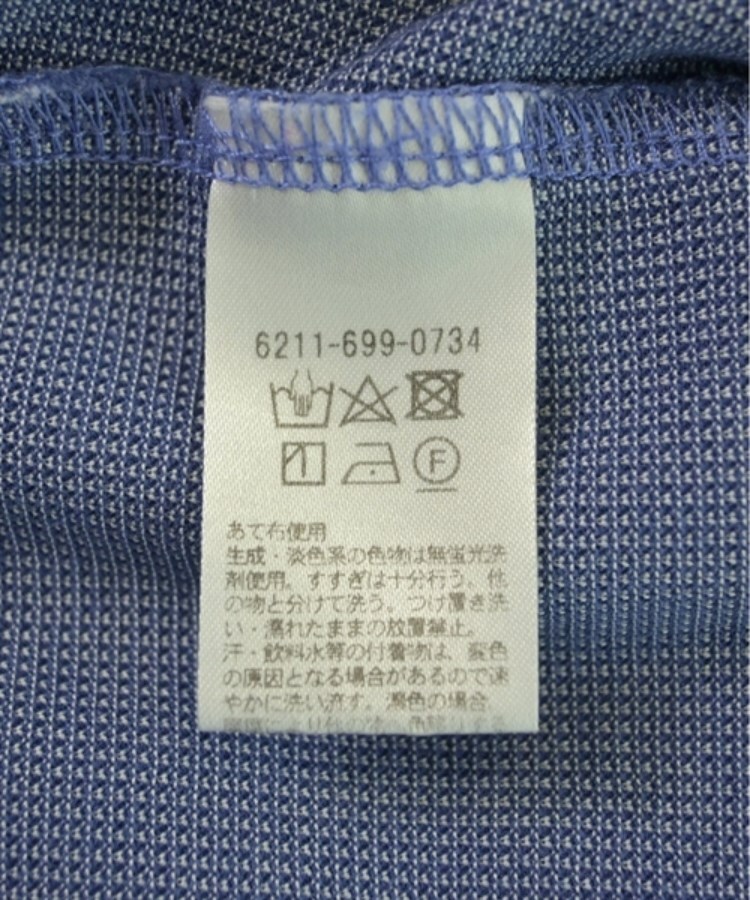 6211-699-0734
F
あて布使用
生成・淡色系の色物は無蛍光洗
剤使用。すすぎは十分行う。他
の物と分けて洗う。つけ置き洗
い・濡れたままの放置禁止。
汗・飲料水等の付着物は、変色
の原因となる場合があるので速
やかに洗い流す。濃色の場合、